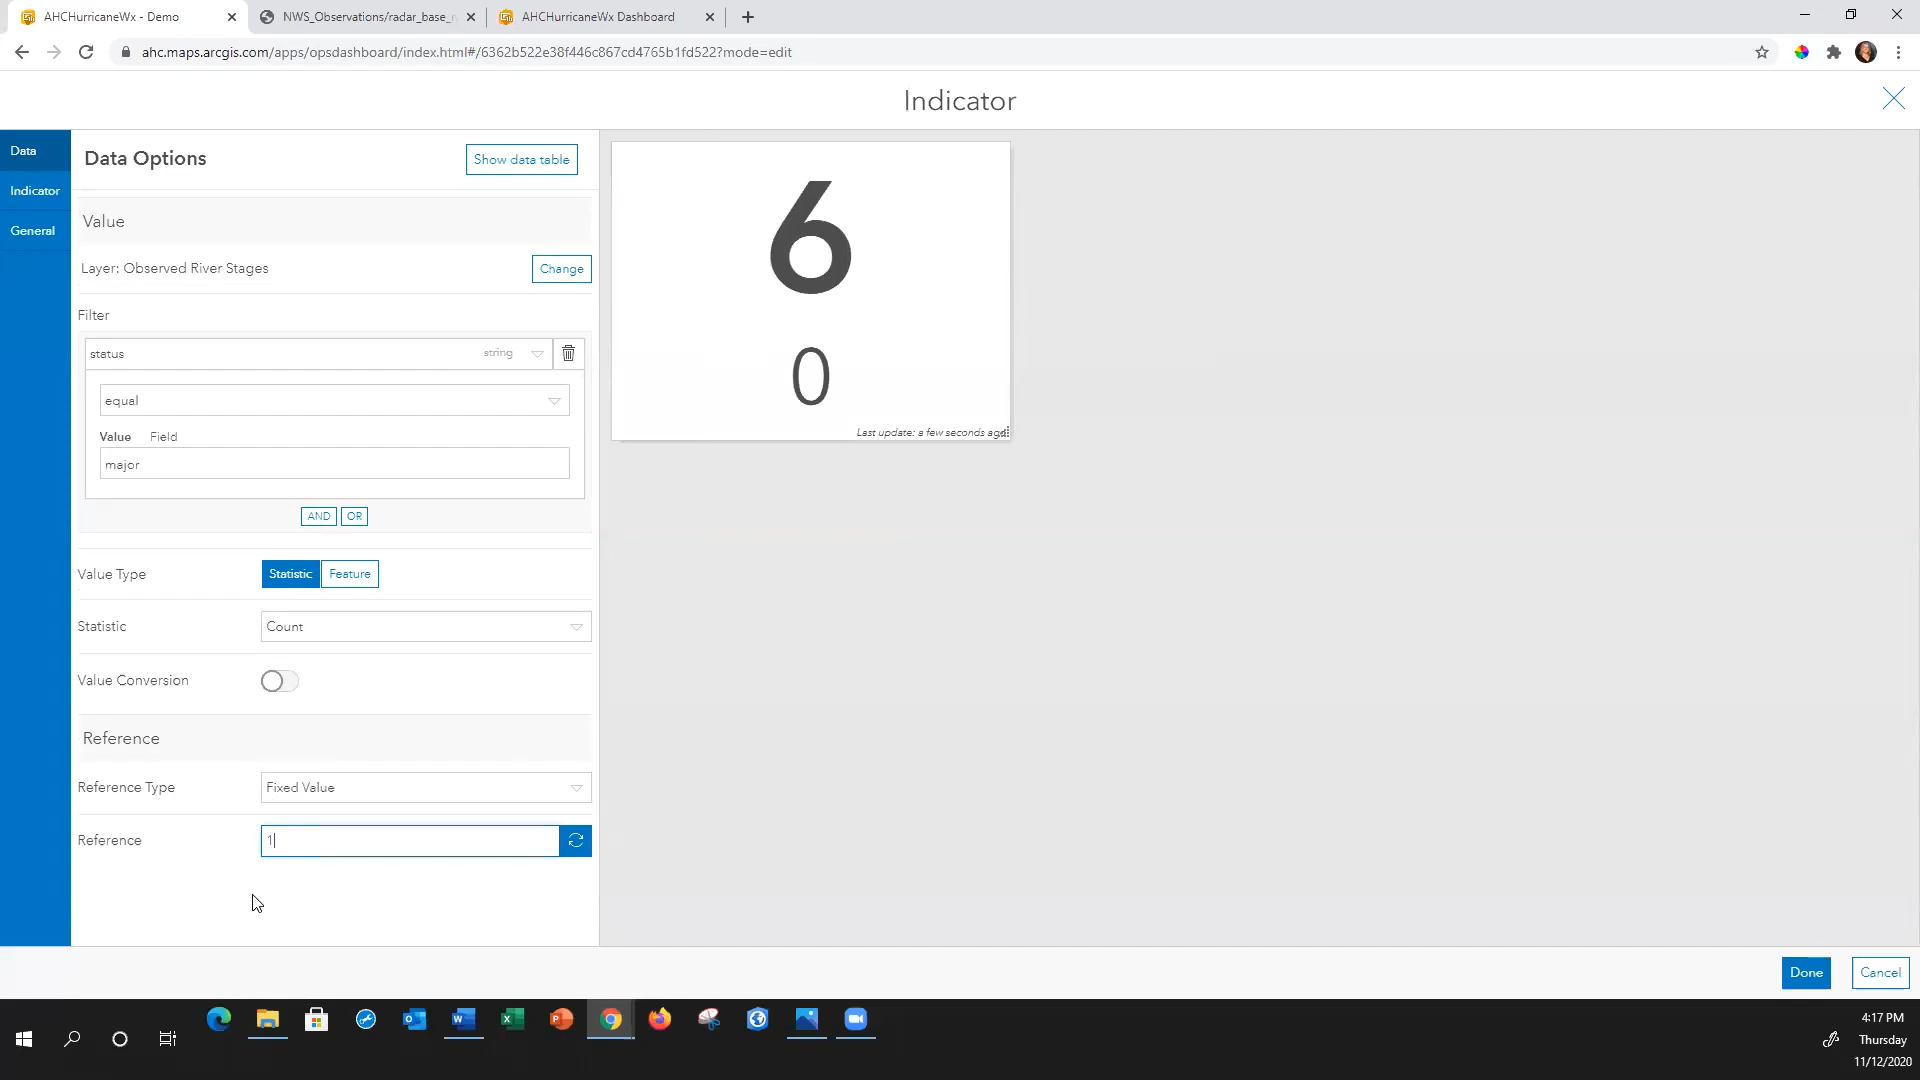 AHCHurricaneWx - Demo
NWS_Observations/radar_base_r
AHCHurricaneWx Dashboard
ahc.maps.arcgis.com/apps/opsdashboard/index.html#/6362b522e38f446c867cd4765b1fd522?mode=edit
Indicator
Data
Indicator
General
Data Options
Show data table
Value
Layer: Observed River Stages
Change
Filter
status
string
equal
Value Field
major
AND OR
Value Type
Statistic Feature
Statistic
Count
Value Conversion
Reference
Reference Type
Fixed Value
Reference
1
6
0
Last update: a few seconds ago
Done
Cancel
4:17 PM
Thursday
11/12/2020